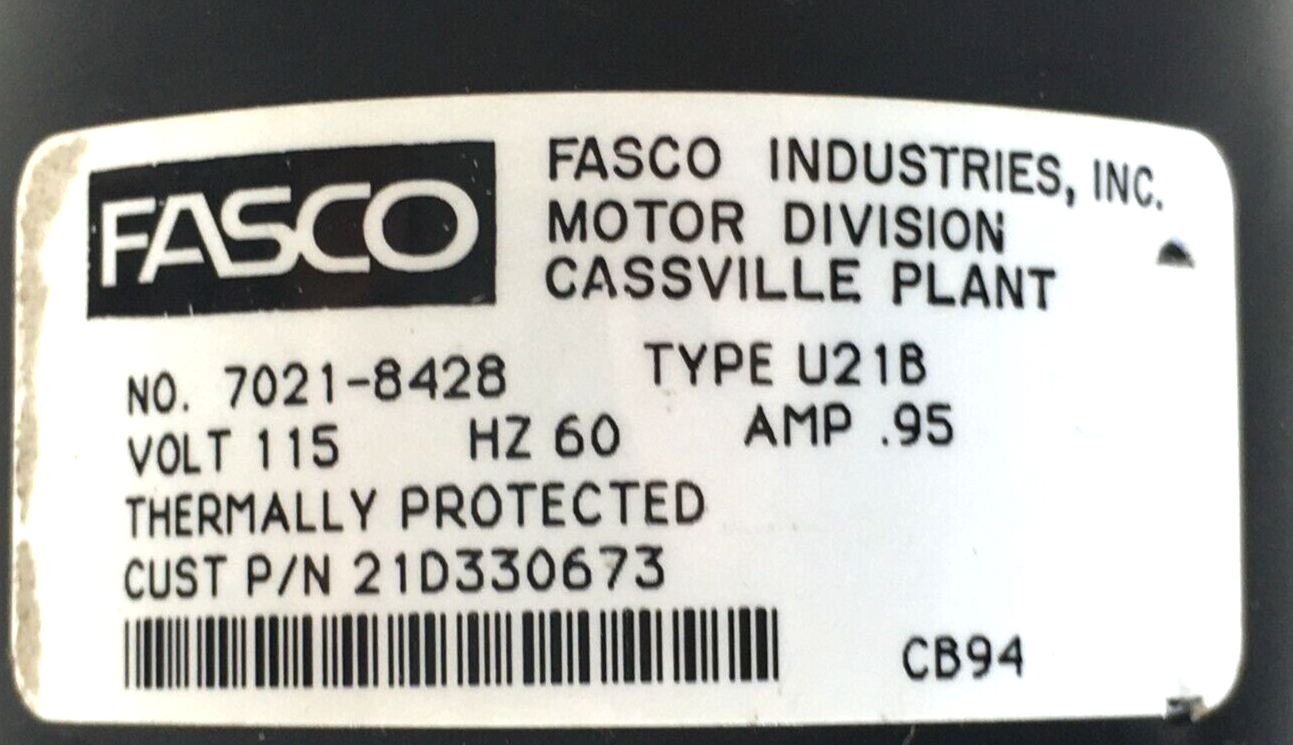 FASCO
FASCO INDUSTRIES, INC.
MOTOR DIVISION
CASSVILLE PLANT
NO. 7021-8428 TYPE U21B
VOLT 115 HZ 60 AMP .95
THERMALLY PROTECTED
CUST P/N 21D330673
CB94